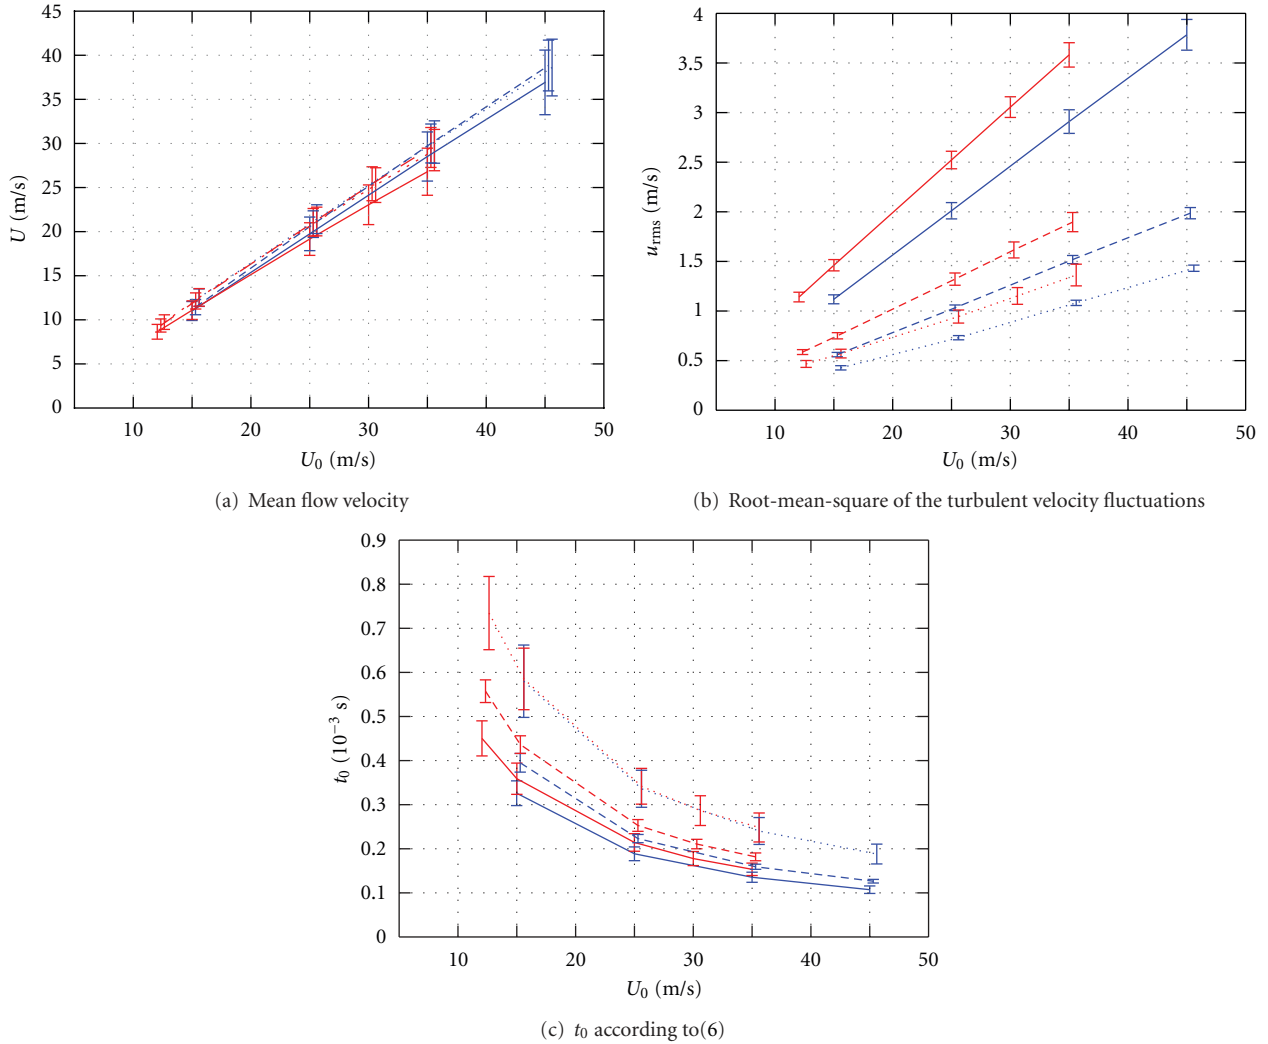 45
40
35
30
25
20
15
10
5
0
U (m/s)
10 20 30 40 50
U₀ (m/s)
(a) Mean flow velocity
4
3.5
3
2.5
2
1.5
1
0.5
0
u_rms (m/s)
10 20 30 40 50
U₀ (m/s)
(b) Root-mean-square of the turbulent velocity fluctuations
0.9
0.8
0.7
0.6
0.5
0.4
0.3
0.2
0.1
0
t₀ (10⁻³ s)
10 20 30 40 50
U₀ (m/s)
(c) t₀ according to(6)